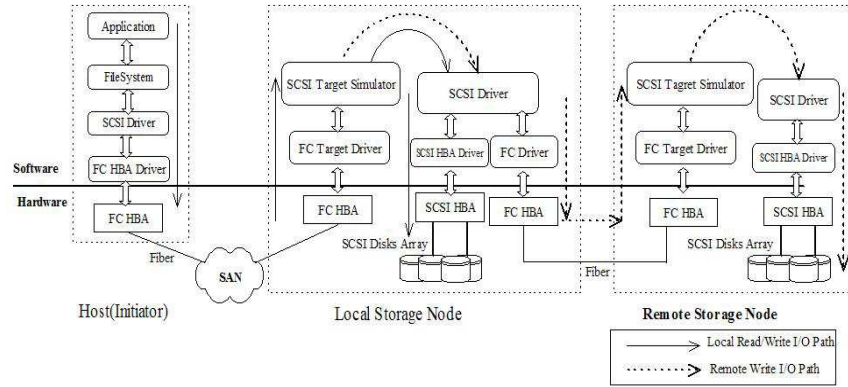 Application
FileSystem
SCSI Driver
FC HBA Driver
Software
Hardware
FC HBA
Fiber
SAN
Host(Initiator)
SCSI Target Simulator
SCSI Driver
FC Target Driver
SCSI HBA Driver
FC Driver
FC HBA
SCSI HBA
FC HBA
SCSI Disks Array
Local Storage Node
Fiber
SCSI Tagret Simulator
SCSI Driver
FC Target Driver
SCSI HBA Driver
FC HBA
SCSI HBA
SCSI Disks Array
Remote Storage Node
Local Read/Write I/O Path
Remote Write I/O Path